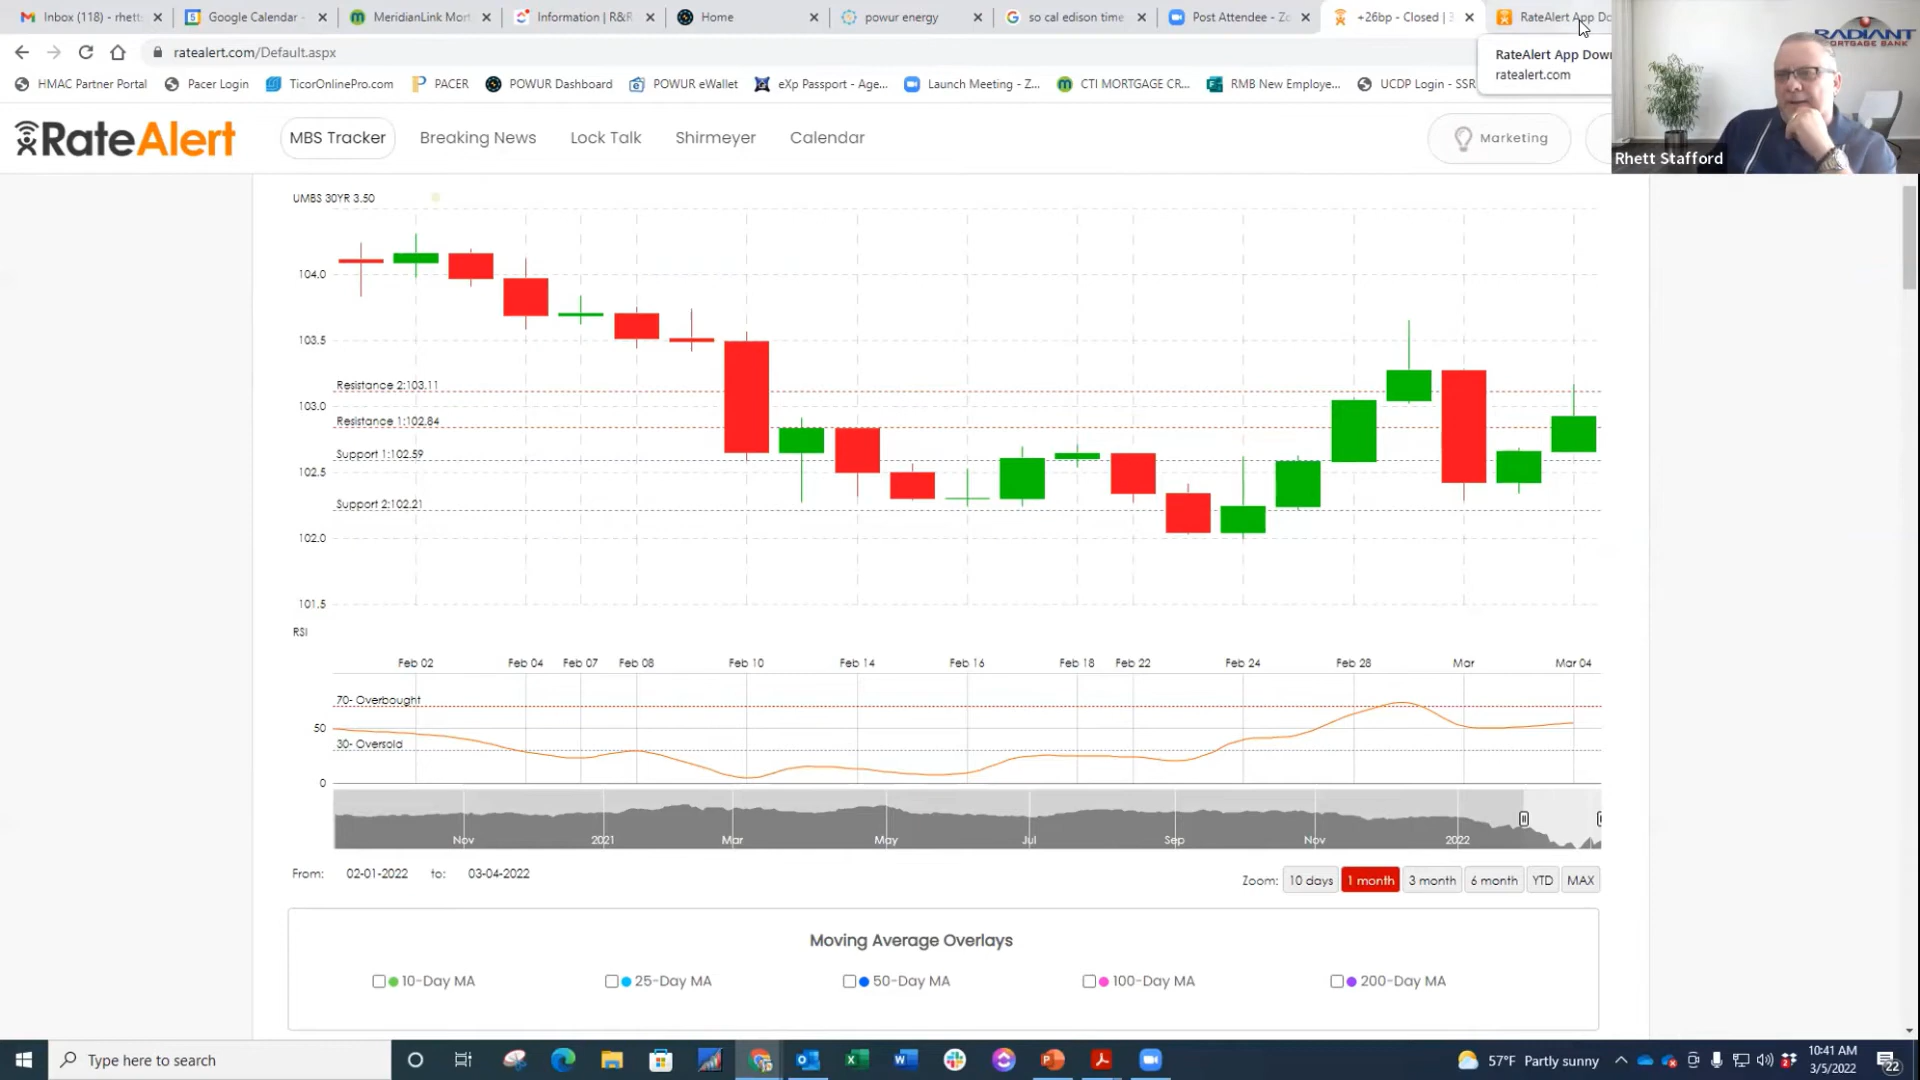 Inbox (118) - rhett
Google Calendar -
MeridianLink Mort
Information | R&R
Home
powur energy
so cal edison time
Post Attendee - Zo
+26bp - Closed | 3
RateAlert App Do
ratealert.com/Default.aspx
RateAlert App Down
ratealert.com
HMAC Partner Portal
Pacer Login
TicorOnlinePro.com
PACER
POWUR Dashboard
POWUR eWallet
eXp Passport - Age...
Launch Meeting - Z...
CTI MORTGAGE CR...
RMB New Employe...
UCDP Login - SSR
RADIANT
MORTGAGE BANK
Rhett Stafford
RateAlert
MBS Tracker
Breaking News
Lock Talk
Shirmeyer
Calendar
Marketing
UMBS 30YR 3.50
104.0
103.5
Resistance 2:103.11
103.0
Resistance 1:102.84
Support 1:102.59
102.5
Support 2:102.21
102.0
101.5
RSI
Feb 02 Feb 04 Feb 07 Feb 08 Feb 10 Feb 14 Feb 16 Feb 18 Feb 22 Feb 24 Feb 28 Mar Mar 04
70- Overbought
50
30- Oversold
0
Nov 2021 Mar May Jul Sep Nov 2022
From: 02-01-2022 to: 03-04-2022
Zoom: 10 days 1 month 3 month 6 month YTD MAX
Moving Average Overlays
10-Day MA 25-Day MA 50-Day MA 100-Day MA 200-Day MA
Type here to search
57°F Partly sunny
10:41 AM
3/5/2022
22